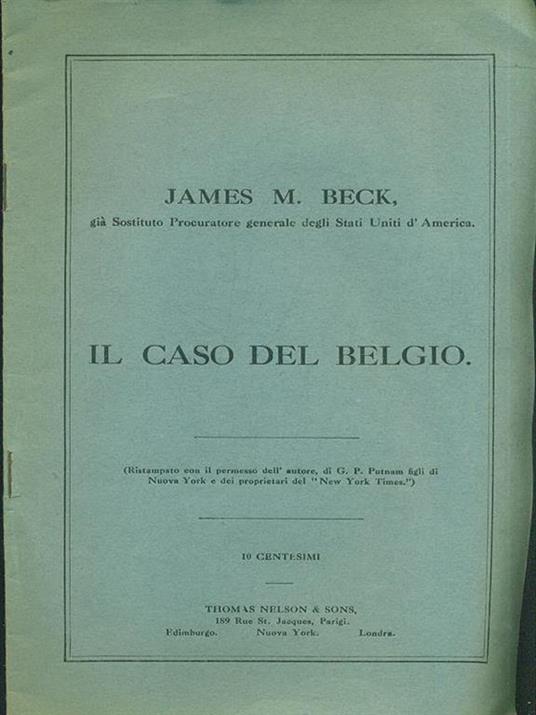 JAMES M. BECK,
già Sostituto Procuratore generale degli Stati Uniti d' America.
IL CASO DEL BELGIO.
(Ristampato con il permesso dell' autore, di G. P. Putnam figli di
Nuova York e dei proprietari del "New York Times.")
10 CENTESIMI
THOMAS NELSON & SONS,
189 Rue St. Jacques, Parigi.
Edimburgo. Nuova York. Londra.